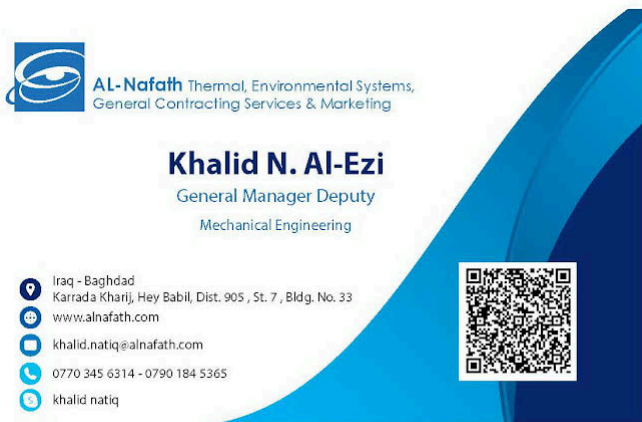 AL-Nafath Thermal, Environmental Systems,
General Contracting Services & Marketing
Khalid N. Al-Ezi
General Manager Deputy
Mechanical Engineering
Iraq - Baghdad
Karrada Kharij, Hey Babil, Dist. 905 , St. 7 , Bldg. No. 33
www.alnafath.com
khalid.natiq@alnafath.com
0770 345 6314 - 0790 184 5365
khalid natiq